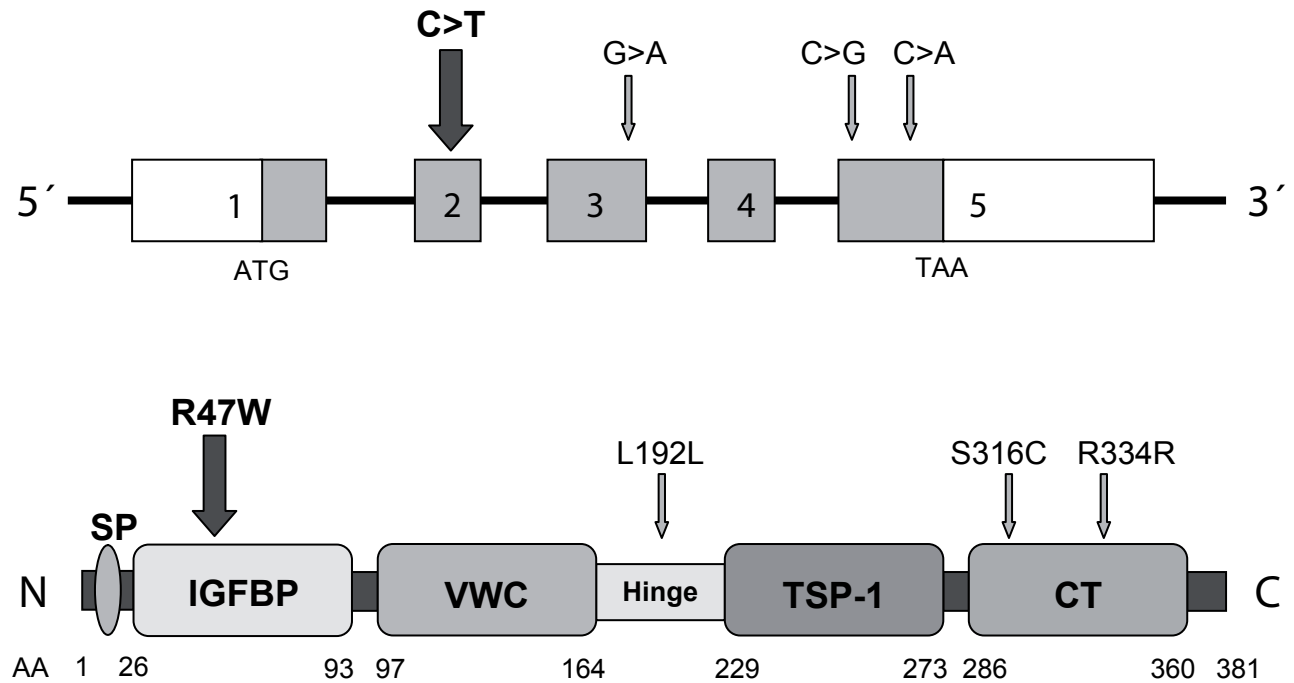 C>T
G>A C>G C>A
5´ 1 2 3 4 5 3´
ATG TAA
R47W
L192L S316C R334R
SP
N IGFBP VWC Hinge TSP-1 CT C
AA 1 26 93 97 164 229 273 286 360 381